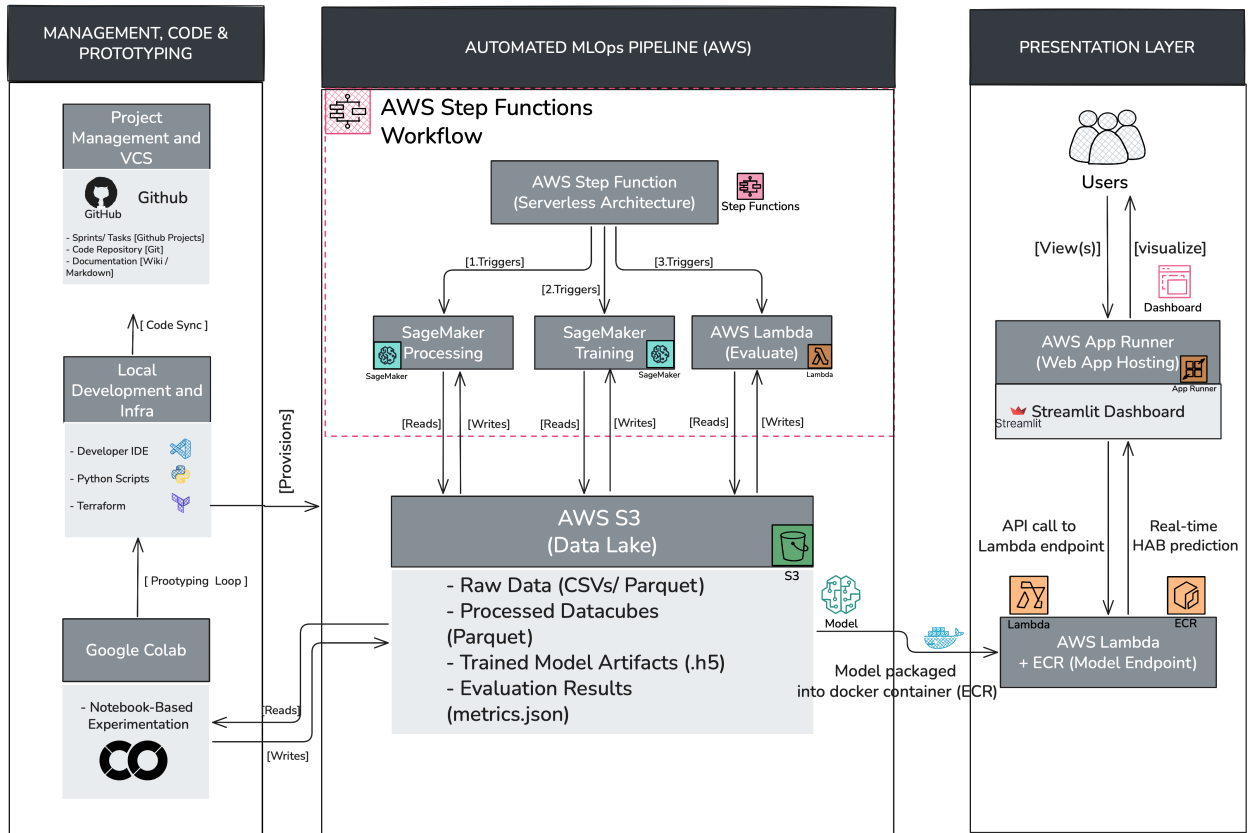 MANAGEMENT, CODE &
PROTOTYPING
Project
Management and
VCS
GitHub
Github
- Sprints/ Tasks [Github Projects]
- Code Repository [Git]
- Documentation [Wiki /
Markdown]
[ Code Sync ]
Local
Development and
Infra
- Developer IDE
- Python Scripts
- Terraform
[Provisions]
[ Prootyping Loop ]
Google Colab
- Notebook-Based
Experimentation
[Reads]
[Writes]
AUTOMATED MLOps PIPELINE (AWS)
AWS Step Functions
Workflow
AWS Step Function
(Serverless Architecture)
Step Functions
[1.Triggers]
[2.Triggers]
[3.Triggers]
SageMaker
Processing
SageMaker
SageMaker
Training
SageMaker
AWS Lambda
(Evaluate)
Lambda
[Reads]
[Writes]
[Reads]
[Writes]
[Reads]
[Writes]
AWS S3
(Data Lake)
S3
- Raw Data (CSVs/ Parquet)
- Processed Datacubes
(Parquet)
- Trained Model Artifacts (.h5)
- Evaluation Results
(metrics.json)
Model
Model packaged
into docker container (ECR)
PRESENTATION LAYER
Users
[View(s)]
[visualize]
Dashboard
AWS App Runner
(Web App Hosting)
App Runner
Streamlit Dashboard
Streamlit
API call to
Lambda endpoint
Real-time
HAB prediction
Lambda
ECR
AWS Lambda
+ ECR (Model Endpoint)